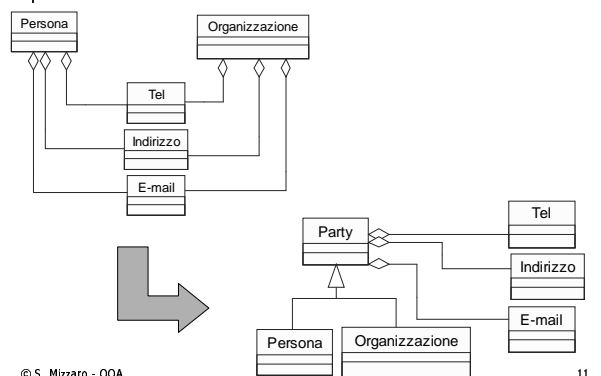 Persona
Organizzazione
Tel
Indirizzo
E-mail
Party
Tel
Indirizzo
E-mail
Persona
Organizzazione
© S. Mizzaro - OOA
11